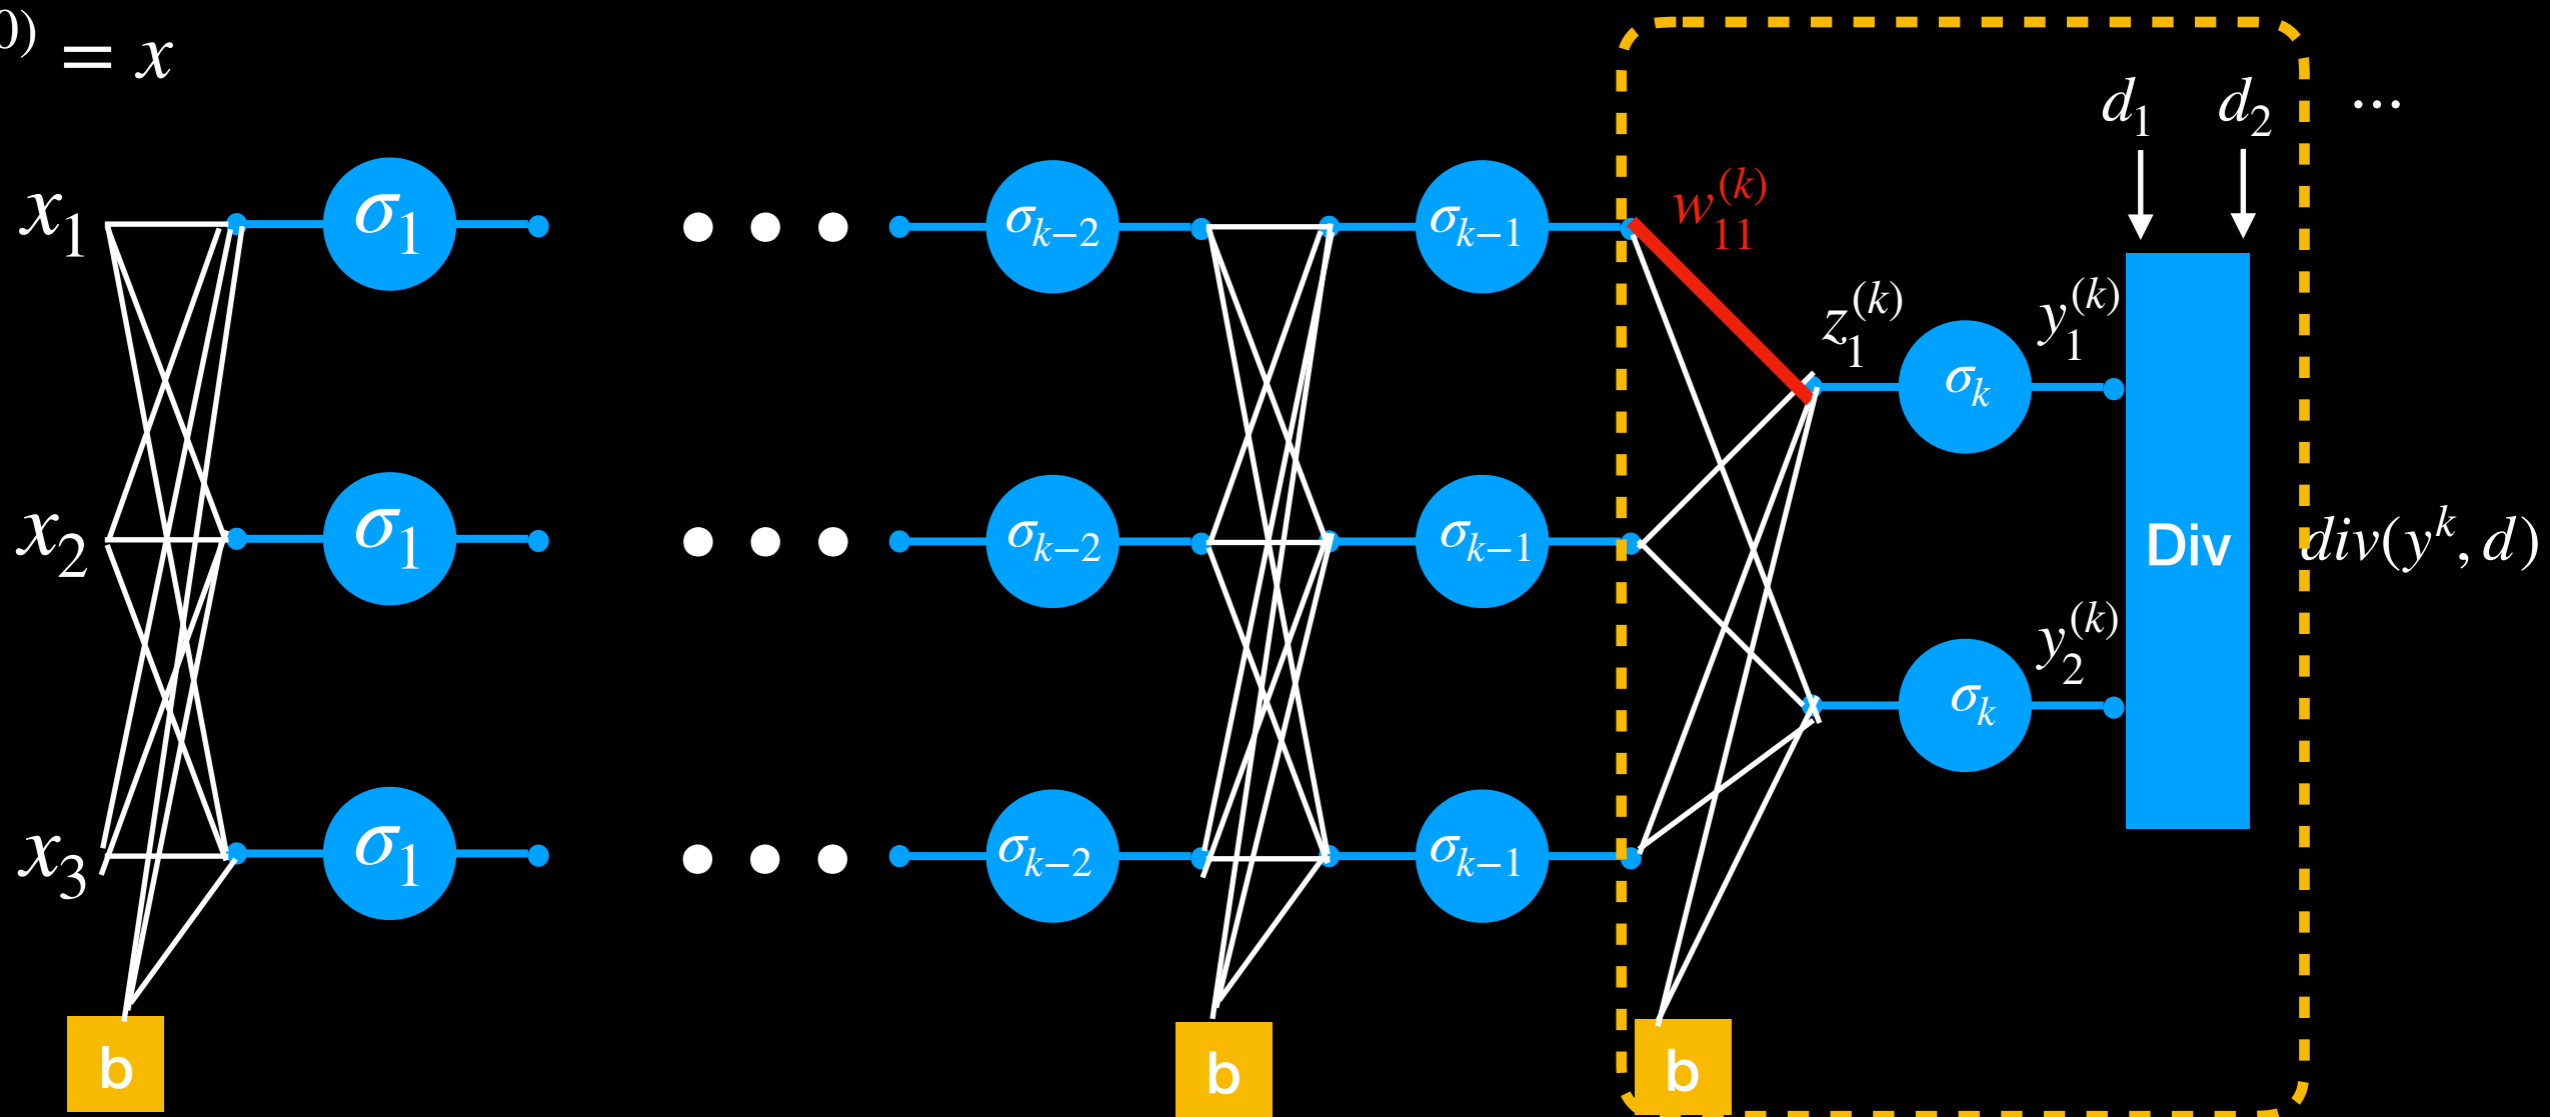 0) = x
d₁ d₂ ...
x₁ σ₁ σₖ₋₂ σₖ₋₁ w₁₁⁽ᵏ⁾
z₁⁽ᵏ⁾ σₖ y₁⁽ᵏ⁾
x₂ σ₁ σₖ₋₂ σₖ₋₁ Div div(yᵏ, d)
σₖ y₂⁽ᵏ⁾
x₃ σ₁ σₖ₋₂ σₖ₋₁
b b b